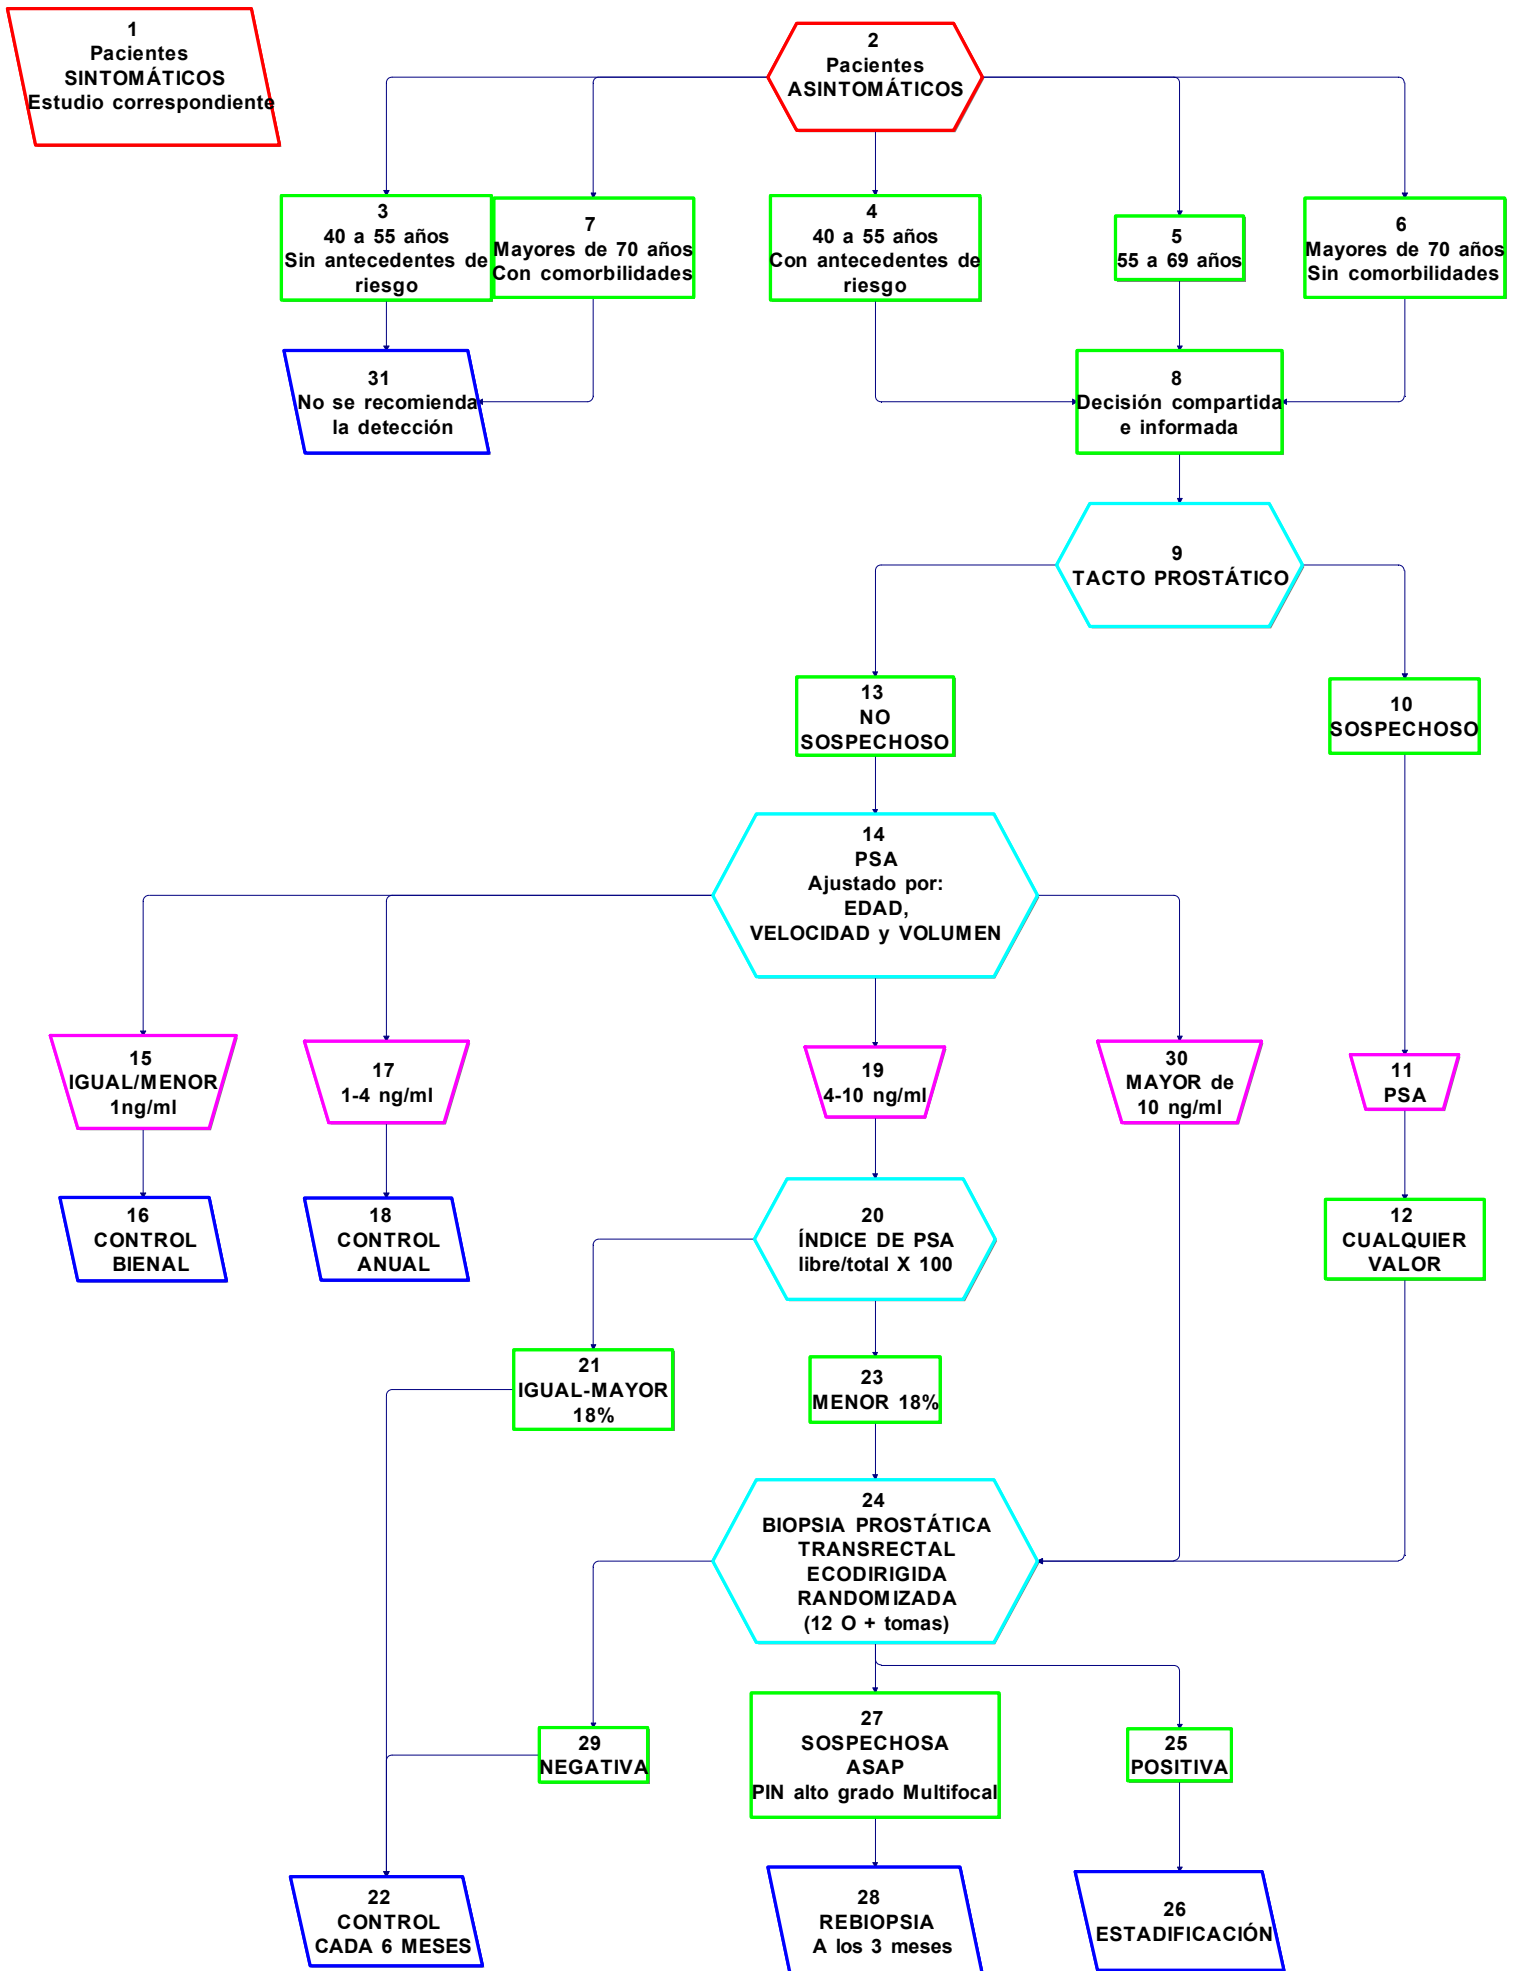 1
Pacientes
SINTOMÁTICOS
Estudio correspondiente
2
Pacientes
ASINTOMÁTICOS
3
40 a 55 años
Sin antecedentes de
riesgo
7
Mayores de 70 años
Con comorbilidades
4
40 a 55 años
Con antecedentes de
riesgo
5
55 a 69 años
6
Mayores de 70 años
Sin comorbilidades
31
No se recomienda
la detección
8
Decisión compartida
e informada
9
TACTO PROSTÁTICO
13
NO
SOSPECHOSO
10
SOSPECHOSO
14
PSA
Ajustado por:
EDAD,
VELOCIDAD y VOLUMEN
15
IGUAL/MENOR
1ng/ml
17
1-4 ng/ml
19
4-10 ng/ml
30
MAYOR de
10 ng/ml
11
PSA
16
CONTROL
BIENAL
18
CONTROL
ANUAL
20
ÍNDICE DE PSA
libre/total X 100
12
CUALQUIER
VALOR
21
IGUAL-MAYOR
18%
23
MENOR 18%
24
BIOPSIA PROSTÁTICA
TRANSRECTAL
ECODIRIGIDA
RANDOMIZADA
(12 O + tomas)
29
NEGATIVA
27
SOSPECHOSA
ASAP
PIN alto grado Multifocal
25
POSITIVA
22
CONTROL
CADA 6 MESES
28
REBIOPSIA
A los 3 meses
26
ESTADIFICACIÓN